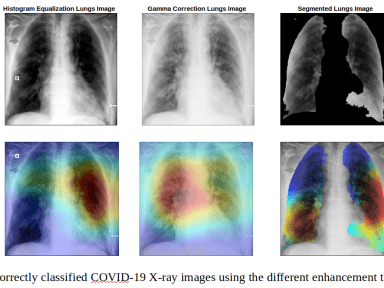 Histogram Equalization Lungs Image
Gamma Correction Lungs Image
Segmented Lungs Image
orrectly classified COVID-19 X-ray images using the different enhancement t